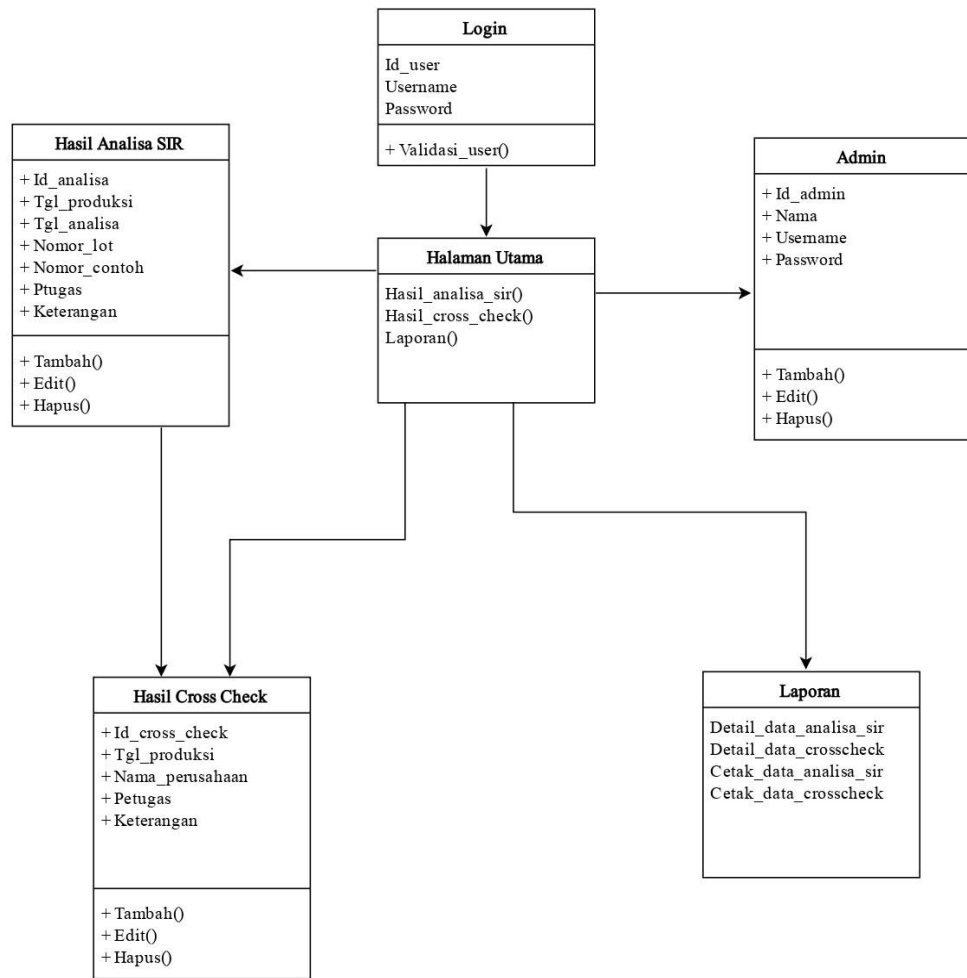 Login
Id_user
Username
Password
+ Validasi_user()
Hasil Analisa SIR
+ Id_analisa
+ Tgl_produksi
+ Tgl_analisa
+ Nomor_lot
+ Nomor_contoh
+ Ptugas
+ Keterangan
+ Tambah()
+ Edit()
+ Hapus()
Halaman Utama
Hasil_analisa_sir()
Hasil_cross_check()
Laporan()
Admin
+ Id_admin
+ Nama
+ Username
+ Password
+ Tambah()
+ Edit()
+ Hapus()
Hasil Cross Check
+ Id_cross_check
+ Tgl_produksi
+ Nama_perusahaan
+ Petugas
+ Keterangan
+ Tambah()
+ Edit()
+ Hapus()
Laporan
Detail_data_analisa_sir
Detail_data_crosscheck
Cetak_data_analisa_sir
Cetak_data_crosscheck